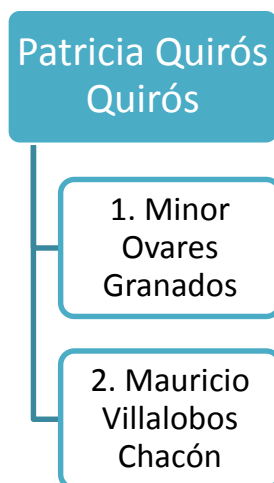 Patricia Quirós
Quirós
1. Minor
Ovares
Granados
2. Mauricio
Villalobos
Chacón